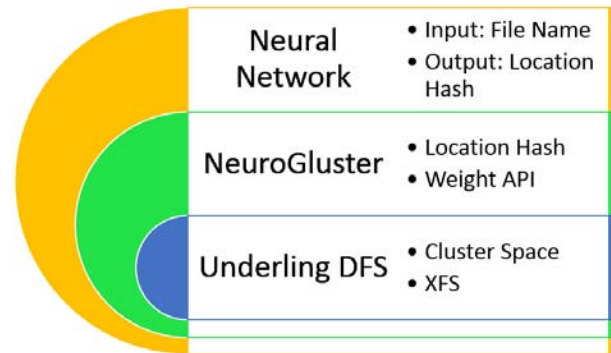 Neural
Network
• Input: File Name
• Output: Location
Hash
NeuroGluster
• Location Hash
• Weight API
Underling DFS
• Cluster Space
• XFS